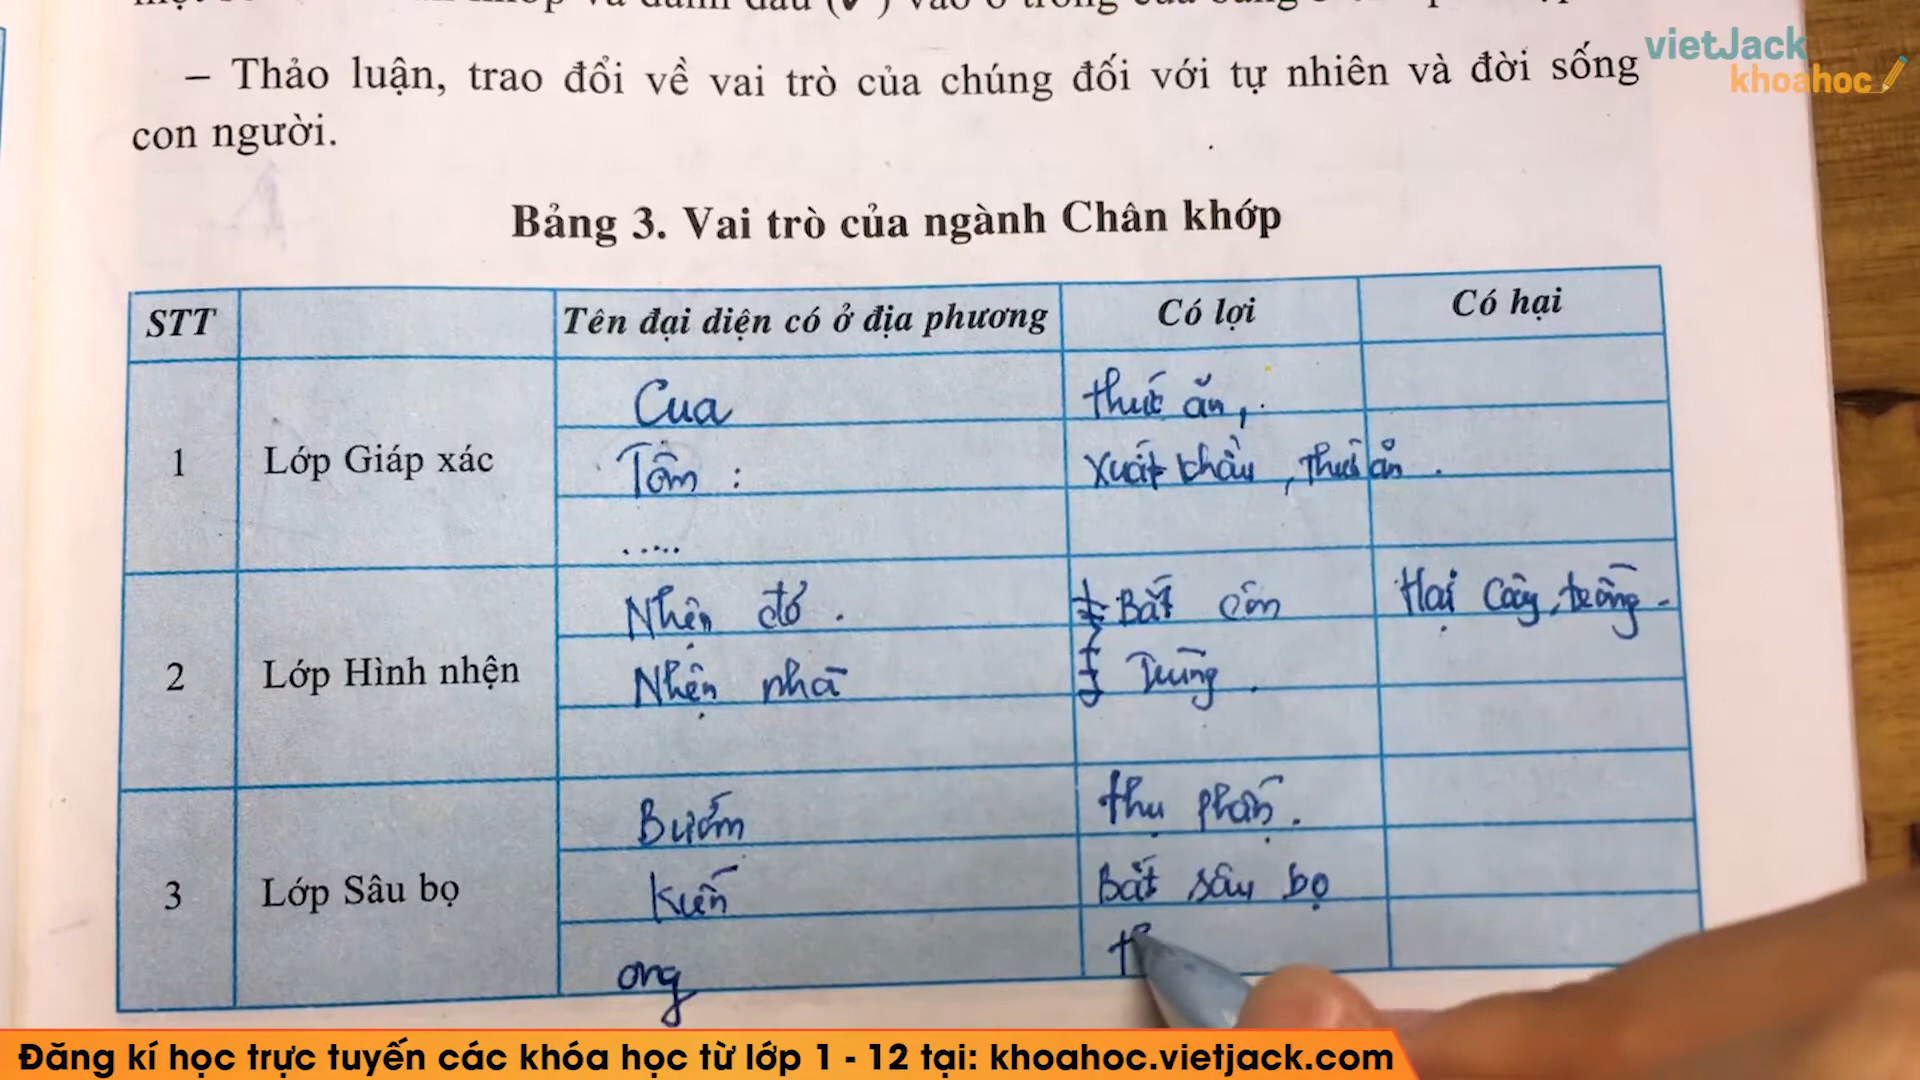 vietJack
khoahoc
– Thảo luận, trao đổi về vai trò của chúng đối với tự nhiên và đời sống
con người.
Bảng 3. Vai trò của ngành Chân khớp
STT Tên đại diện có ở địa phương Có lợi Có hại
1 Lớp Giáp xác
Cua thức ăn,
Tôm : Xuất khẩu, thức ăn.
.....
2 Lớp Hình nhện
Nhện đỏ. Bắt côn Hại cây trồng.
Nhện nhà Trùng.
3 Lớp Sâu bọ
Bướm thụ phấn.
Kiến Bắt sâu bọ
ong
Đăng kí học trực tuyến các khóa học từ lớp 1 - 12 tại: khoahoc.vietjack.com